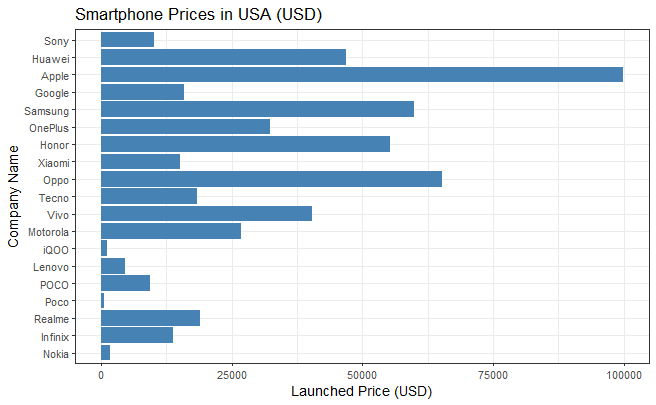 Smartphone Prices in USA (USD)
Company Name
Sony
Huawei
Apple
Google
Samsung
OnePlus
Honor
Xiaomi
Oppo
Tecno
Vivo
Motorola
iQOO
Lenovo
POCO
Poco
Realme
Infinix
Nokia
0 25000 50000 75000 100000
Launched Price (USD)